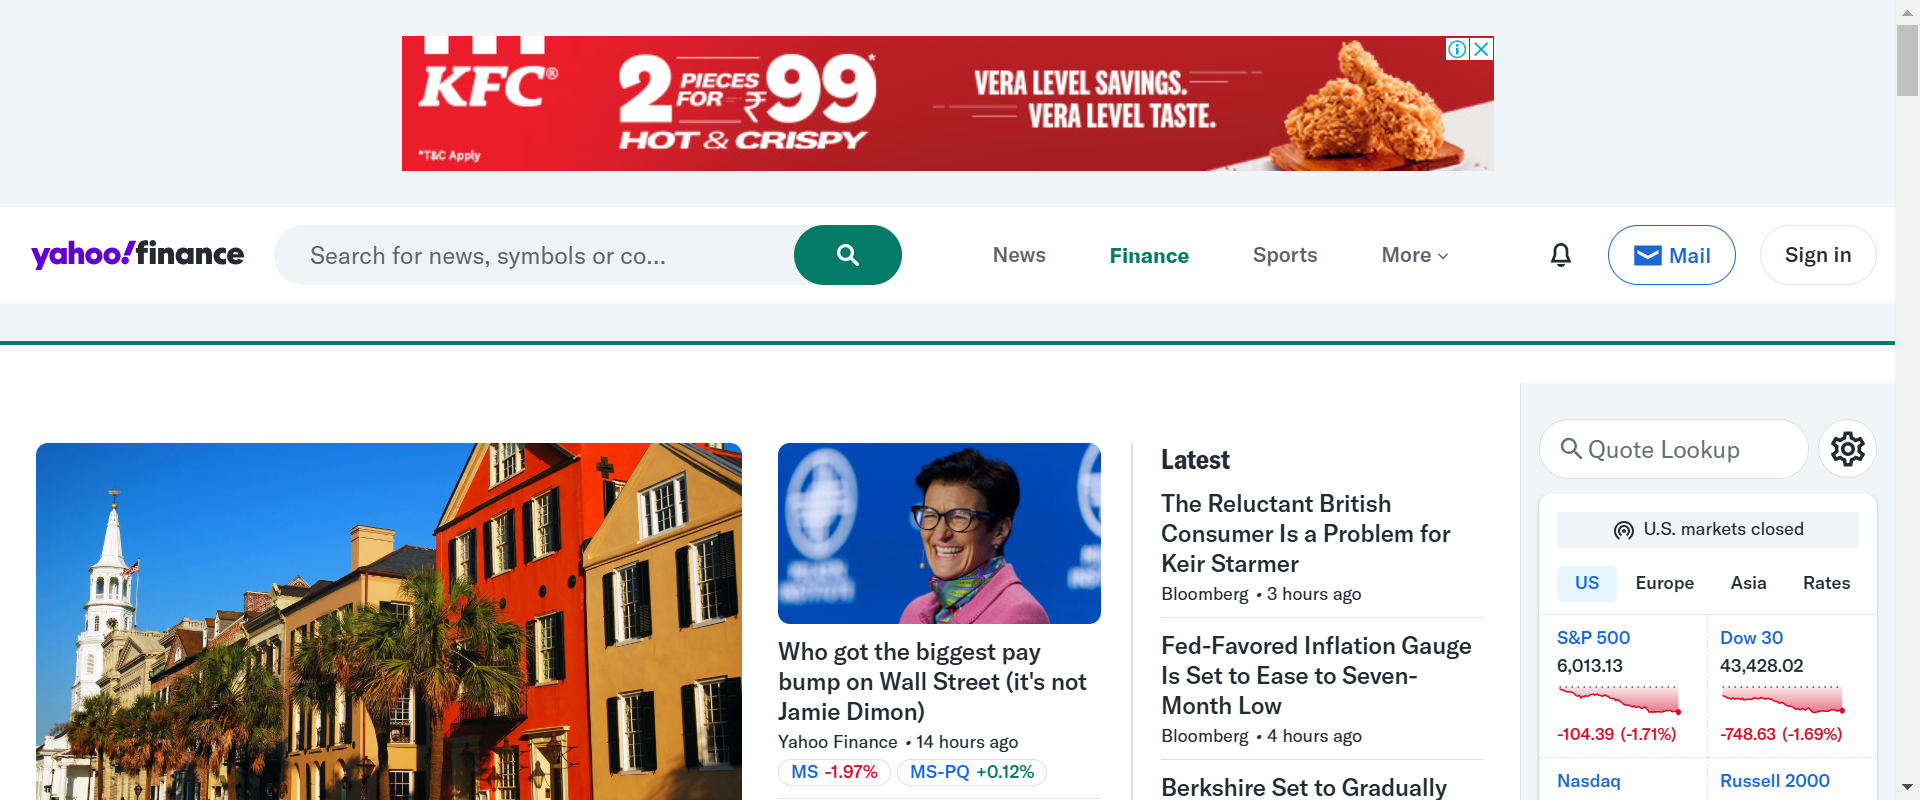 KFC®
*T&C Apply
2 PIECES FOR ₹99*
HOT & CRISPY
VERA LEVEL SAVINGS.
VERA LEVEL TASTE.
yahoo!finance
Search for news, symbols or co...
News
Finance
Sports
More
Mail
Sign in
Who got the biggest pay
bump on Wall Street (it's not
Jamie Dimon)
Yahoo Finance • 14 hours ago
MS -1.97%
MS-PQ +0.12%
Latest
The Reluctant British
Consumer Is a Problem for
Keir Starmer
Bloomberg • 3 hours ago
Fed-Favored Inflation Gauge
Is Set to Ease to Seven-
Month Low
Bloomberg • 4 hours ago
Berkshire Set to Gradually
Quote Lookup
U.S. markets closed
US
Europe
Asia
Rates
S&P 500
6,013.13
-104.39 (-1.71%)
Dow 30
43,428.02
-748.63 (-1.69%)
Nasdaq
Russell 2000